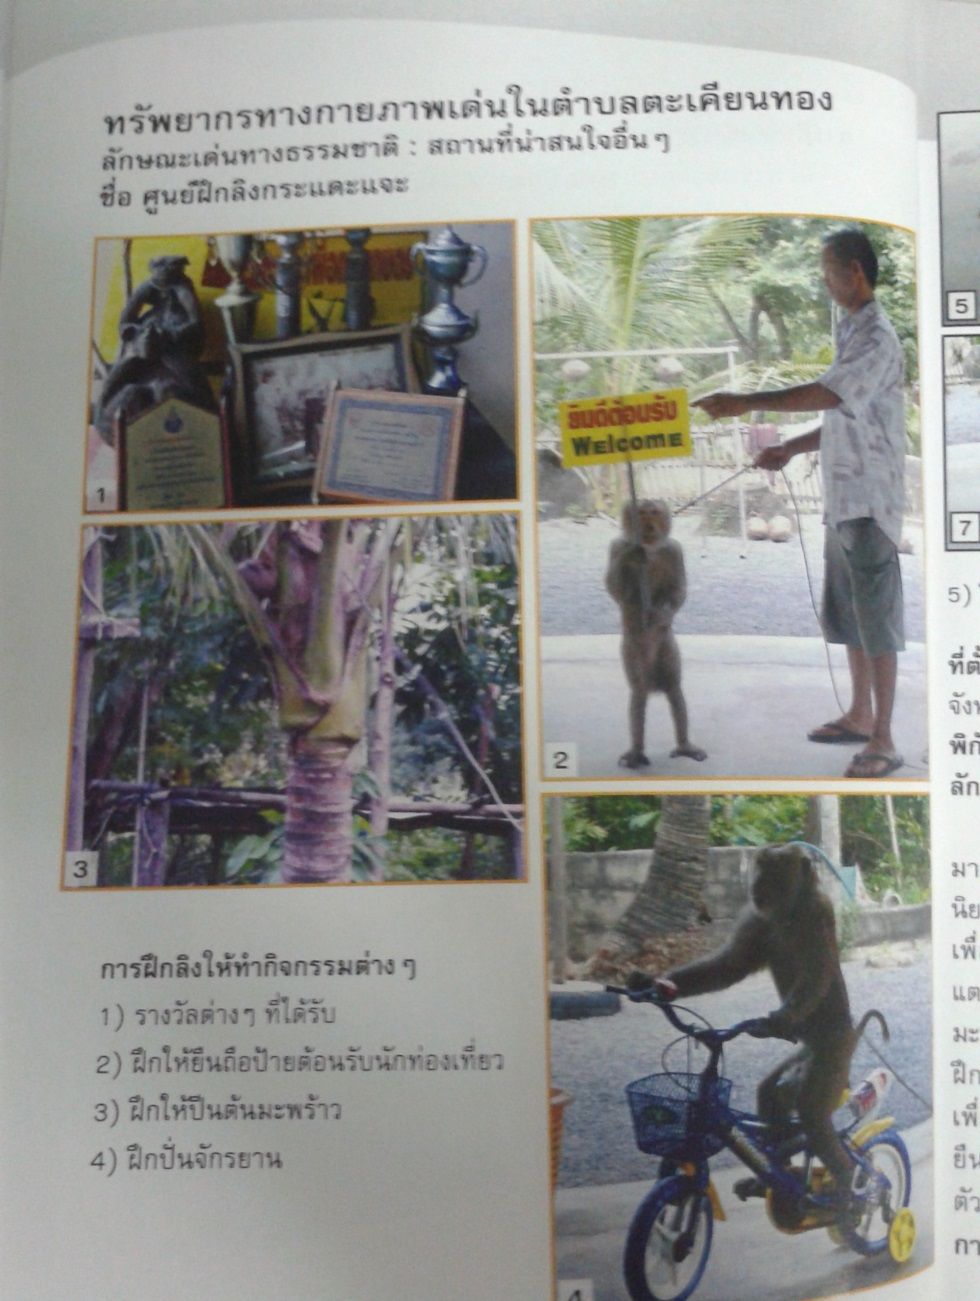 ทรัพยากรทางกายภาพเด่นในตำบลตะเคียนทอง
ลักษณะเด่นทางธรรมชาติ : สถานที่น่าสนใจอื่น ๆ
ชื่อ ศูนย์ฝึกลิงกระแดะแจะ
1
ยินดีต้อนรับ
Welcome
2
3
4
การฝึกลิงให้ทำกิจกรรมต่าง ๆ
1) รางวัลต่างๆ ที่ได้รับ
2) ฝึกให้ยืนถือป้ายต้อนรับนักท่องเที่ยว
3) ฝึกให้ปีนต้นมะพร้าว
4) ฝึกปั่นจักรยาน
5
7
5)